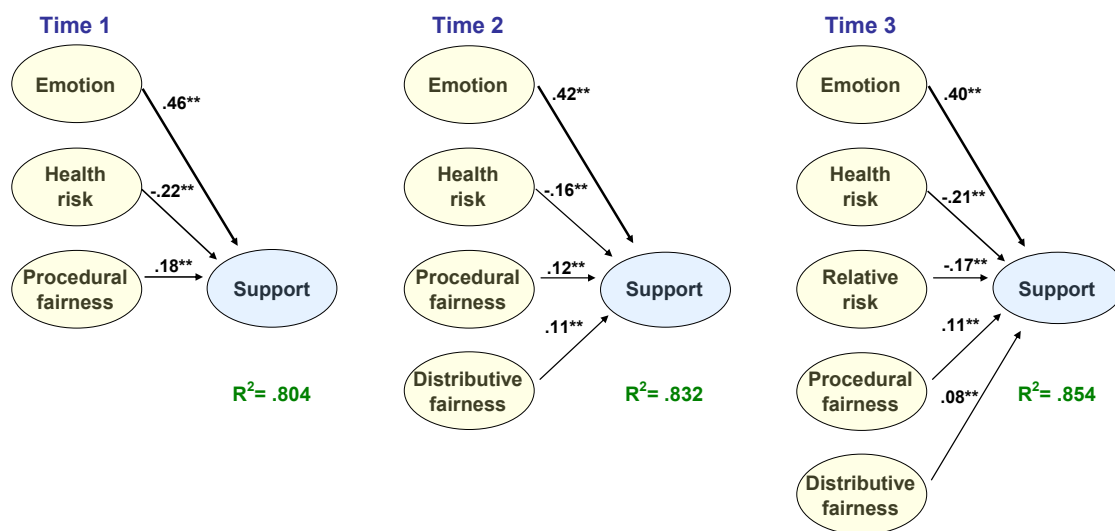 Time 1
Emotion
.46**
Health
risk
-.22**
Procedural
fairness
.18**
Support
R²= .804
Time 2
Emotion
.42**
Health
risk
-.16**
Procedural
fairness
.12**
Distributive
fairness
.11**
Support
R²= .832
Time 3
Emotion
.40**
Health
risk
-.21**
Relative
risk
-.17**
Procedural
fairness
.11**
Distributive
fairness
.08**
Support
R²= .854